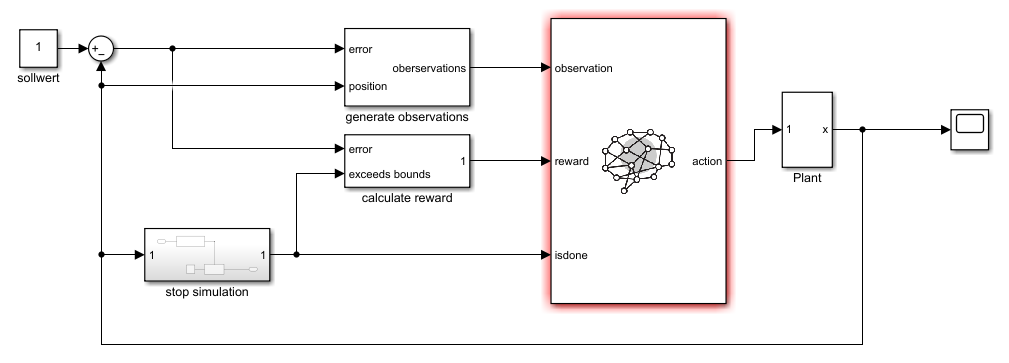 1
sollwert
error
position
oberservations
generate observations
error
exceeds bounds
1
calculate reward
1
1
stop simulation
observation
reward
isdone
action
1
x
Plant